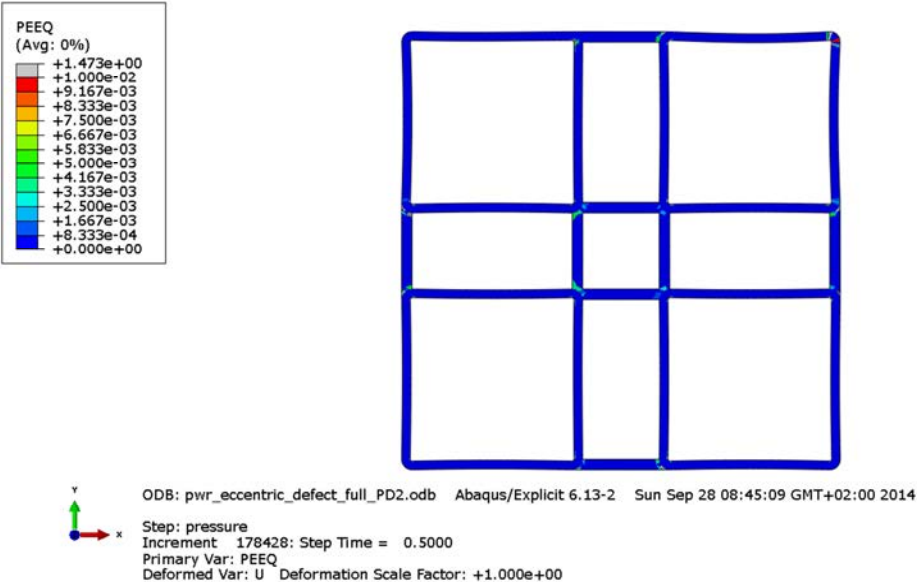 PEEQ
(Avg: 0%)
+1.473e+00
+1.000e-02
+9.167e-03
+8.333e-03
+7.500e-03
+6.667e-03
+5.833e-03
+5.000e-03
+4.167e-03
+3.333e-03
+2.500e-03
+1.667e-03
+8.333e-04
+0.000e+00
Y
X
ODB: pwr_eccentric_defect_full_PD2.odb Abaqus/Explicit 6.13-2 Sun Sep 28 08:45:09 GMT+02:00 2014
Step: pressure
Increment 178428: Step Time = 0.5000
Primary Var: PEEQ
Deformed Var: U Deformation Scale Factor: +1.000e+00